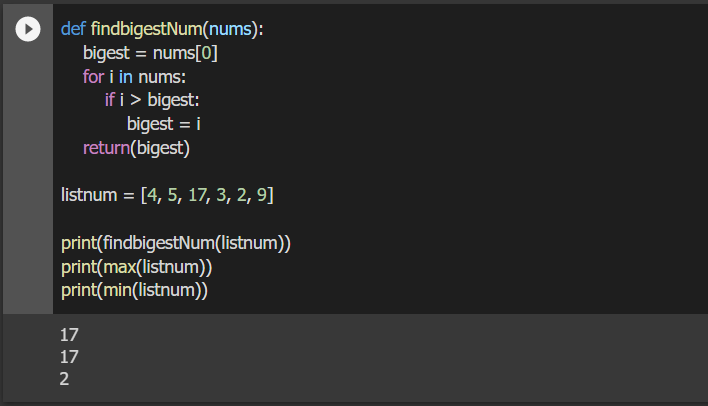 def findbigestNum(nums):
    bigest = nums[0]
    for i in nums:
        if i > bigest:
            bigest = i
    return(bigest)

listnum = [4, 5, 17, 3, 2, 9]

print(findbigestNum(listnum))
print(max(listnum))
print(min(listnum))
17
17
2